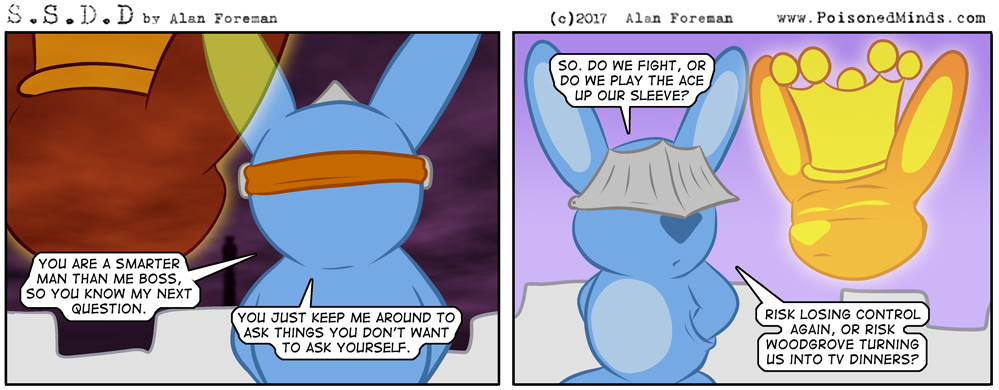 S.S.D.D by Alan Foreman (c)2017 Alan Foreman www.PoisonedMinds.com
YOU ARE A SMARTER
MAN THAN ME BOSS,
SO YOU KNOW MY NEXT
QUESTION.
YOU JUST KEEP ME AROUND TO
ASK THINGS YOU DON'T WANT
TO ASK YOURSELF.
SO. DO WE FIGHT, OR
DO WE PLAY THE ACE
UP OUR SLEEVE?
RISK LOSING CONTROL
AGAIN, OR RISK
WOODGROVE TURNING
US INTO TV DINNERS?